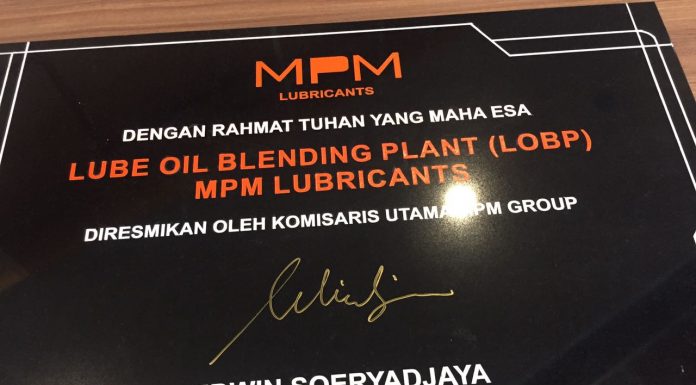 MPM
LUBRICANTS
DENGAN RAHMAT TUHAN YANG MAHA ESA
LUBE OIL BLENDING PLANT (LOBP)
MPM LUBRICANTS
DIRESMIKAN OLEH KOMISARIS UTAMA MPM GROUP
SOERYADJAYA